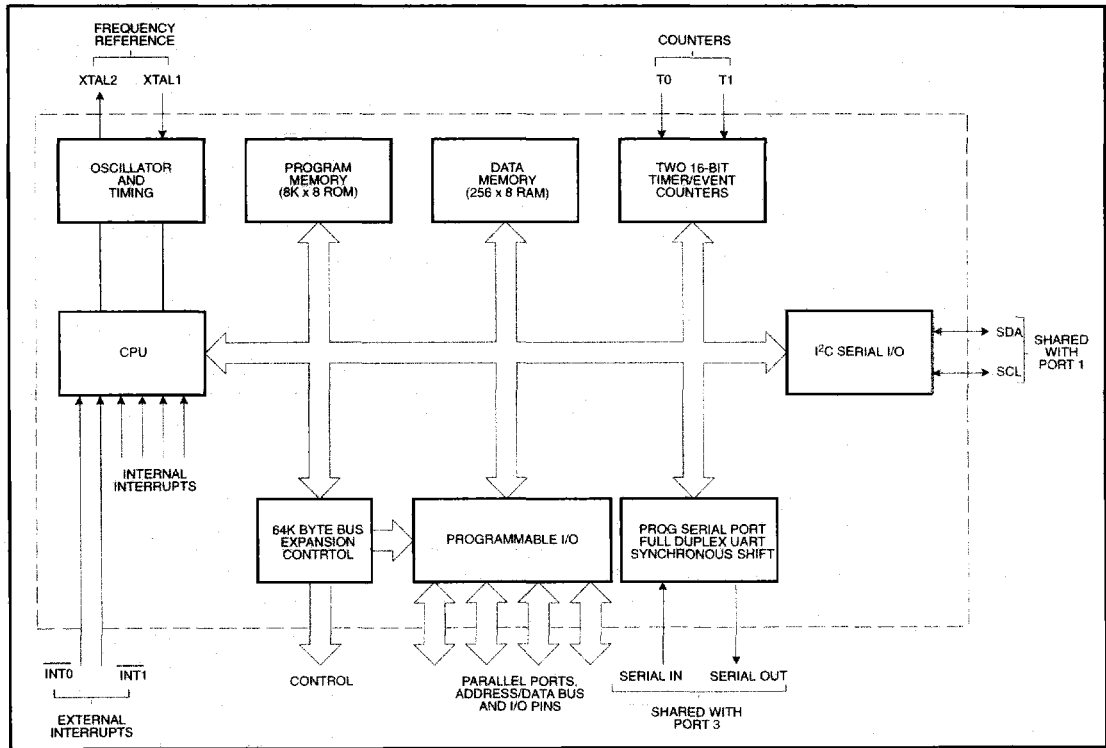 FREQUENCY
REFERENCE
COUNTERS
XTAL2
XTAL1
T0
T1
OSCILLATOR
AND
TIMING
PROGRAM
MEMORY
(8K x 8 ROM)
DATA
MEMORY
(256 x 8 RAM)
TWO 16-BIT
TIMER/EVENT
COUNTERS
CPU
I²C SERIAL I/O
SDA
SCL
SHARED
WITH
PORT 1
INTERNAL
INTERRUPTS
64K BYTE BUS
EXPANSION
CONTRTOL
PROGRAMMABLE I/O
PROG SERIAL PORT
FULL DUPLEX UART
SYNCHRONOUS SHIFT
INT0
INT1
EXTERNAL
INTERRUPTS
CONTROL
PARALLEL PORTS,
ADDRESS/DATA BUS
AND I/O PINS
SERIAL IN
SERIAL OUT
SHARED WITH
PORT 3